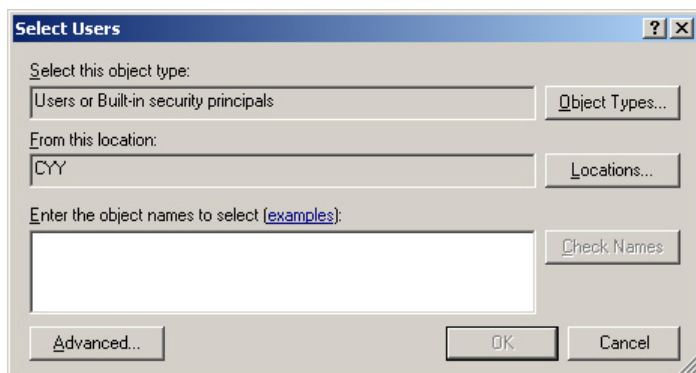 Select Users
Select this object type:
Users or Built-in security principals
Object Types...
From this location:
CYY
Locations...
Enter the object names to select (examples):
Check Names
Advanced...
OK
Cancel